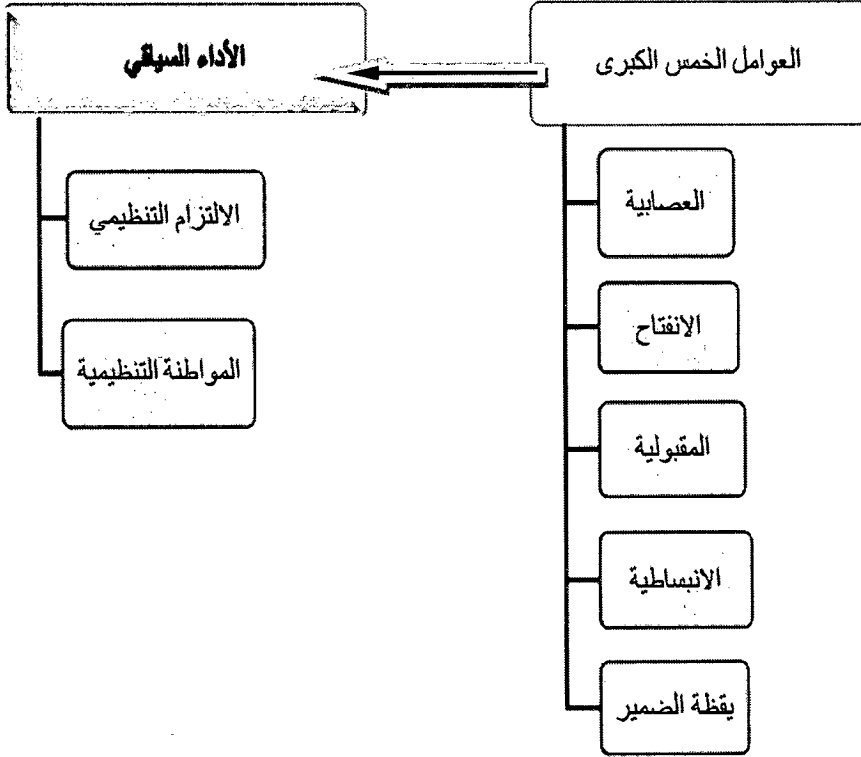 العوامل الخمس الكبرى
العصابية
الانفتاح
المقبولية
الانبساطية
يقظة الضمير
الأداء السياقي
الالتزام التنظيمي
المواطنة التنظيمية